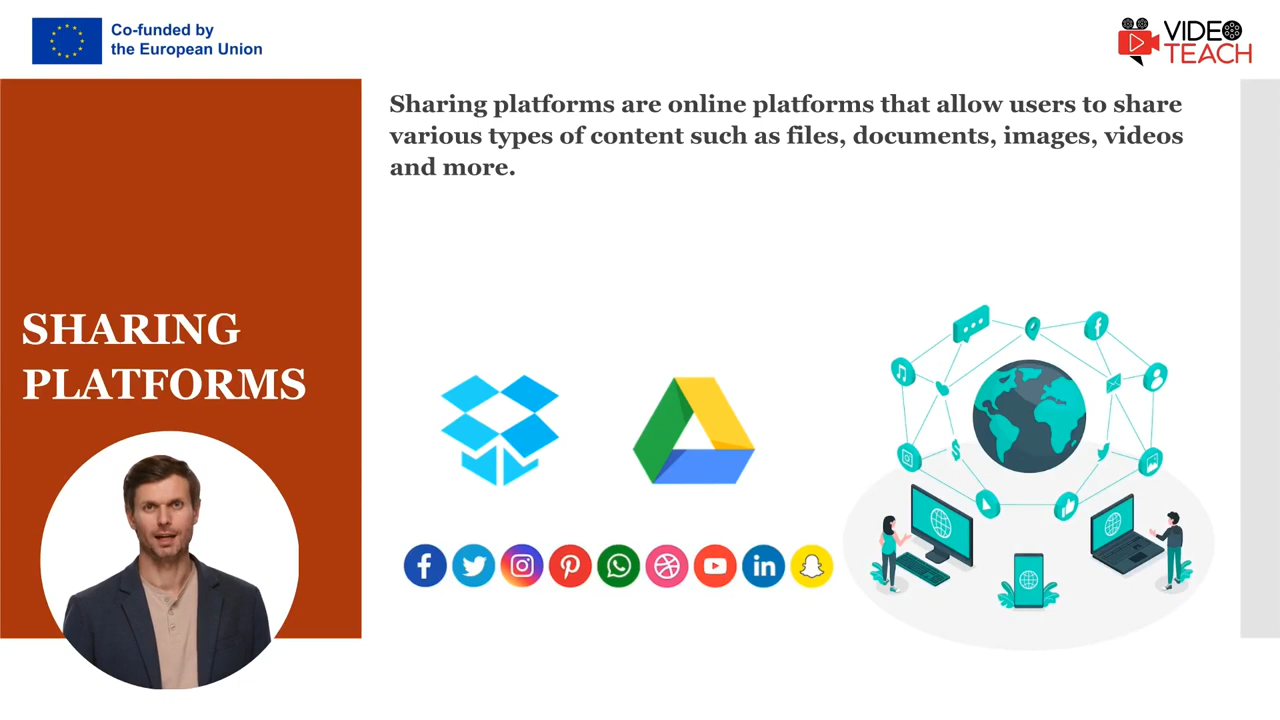 Co-funded by
the European Union
VIDEO
TEACH
Sharing platforms are online platforms that allow users to share
various types of content such as files, documents, images, videos
and more.
SHARING
PLATFORMS